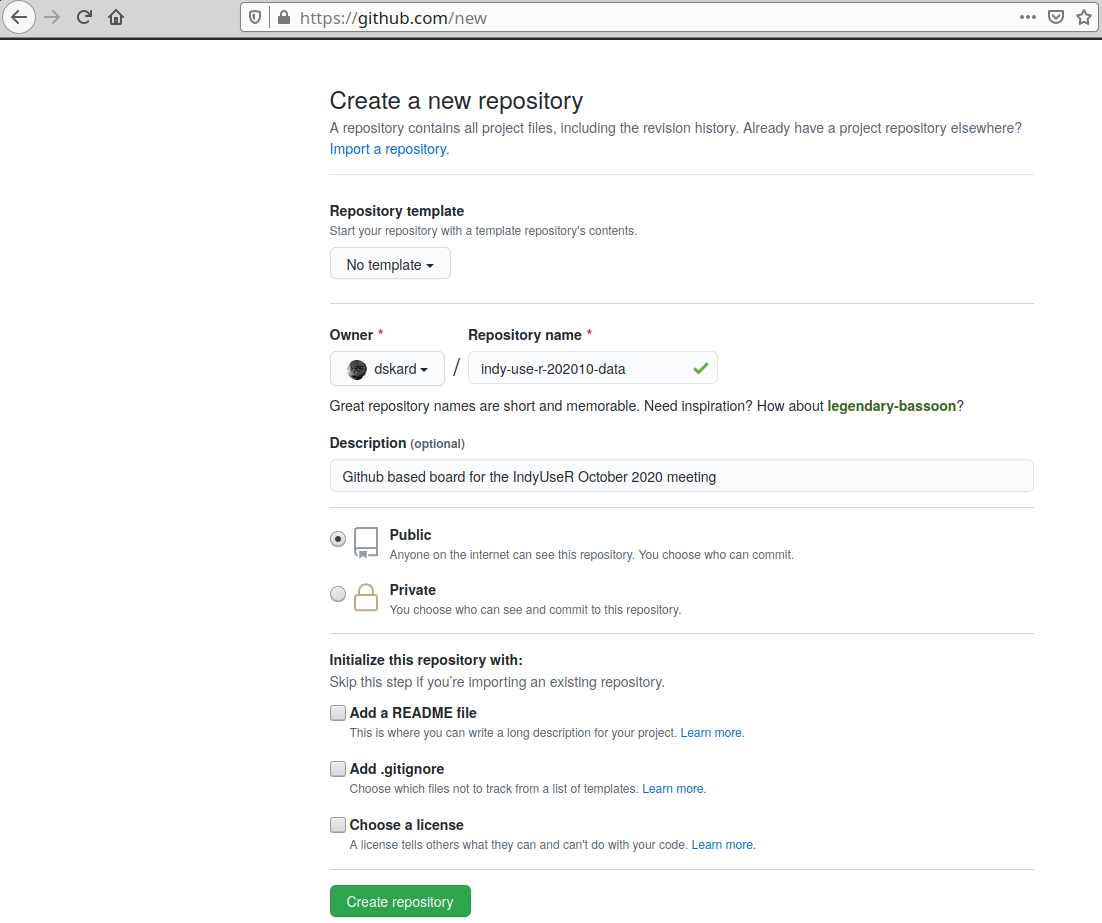 https://github.com/new
Create a new repository
A repository contains all project files, including the revision history. Already have a project repository elsewhere?
Import a repository.
Repository template
Start your repository with a template repository's contents.
No template
Owner * Repository name *
dskard / indy-use-r-202010-data
Great repository names are short and memorable. Need inspiration? How about legendary-bassoon?
Description (optional)
Github based board for the IndyUseR October 2020 meeting
Public
Anyone on the internet can see this repository. You choose who can commit.
Private
You choose who can see and commit to this repository.
Initialize this repository with:
Skip this step if you’re importing an existing repository.
Add a README file
This is where you can write a long description for your project. Learn more.
Add .gitignore
Choose which files not to track from a list of templates. Learn more.
Choose a license
A license tells others what they can and can't do with your code. Learn more.
Create repository